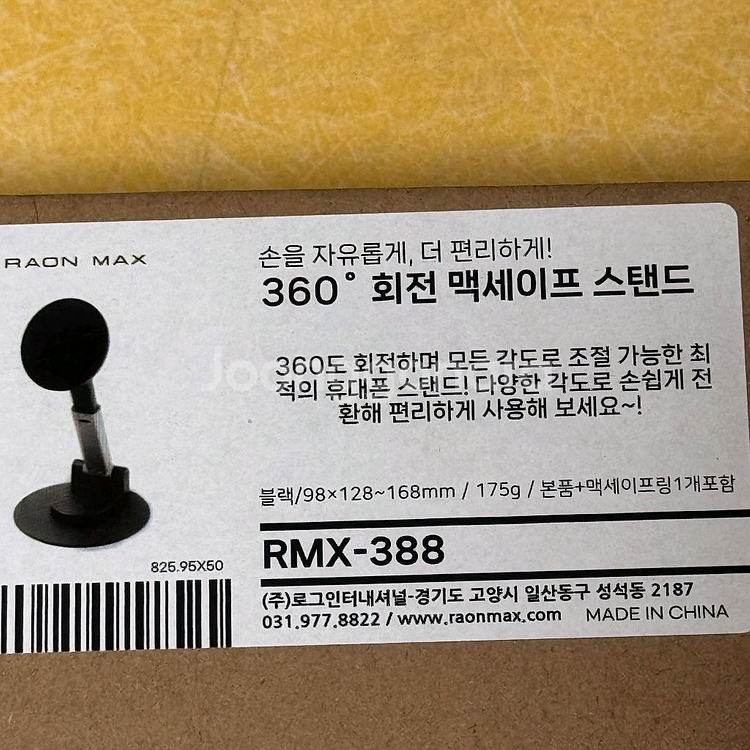 RAON MAX
손을 자유롭게, 더 편리하게!
360° 회전 맥세이프 스탠드
360도 회전하며 모든 각도로 조절 가능한 최
적의 휴대폰 스탠드! 다양한 각도로 손쉽게 전
환해 편리하게 사용해 보세요~!
블랙/98×128~168mm / 175g / 본품+맥세이프링1개포함
825.95X50
RMX-388
(주)로그인터내셔널-경기도 고양시 일산동구 성석동 2187
031.977.8822 / www.raonmax.com MADE IN CHINA